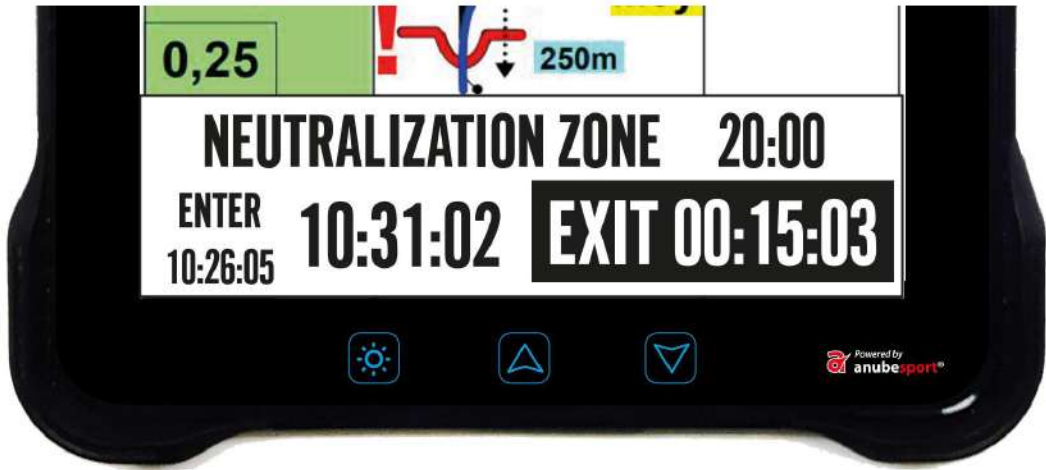 0,25
!
250m
NEUTRALIZATION ZONE 20:00
ENTER
10:26:05
10:31:02
EXIT 00:15:03
Powered by
anubesport®